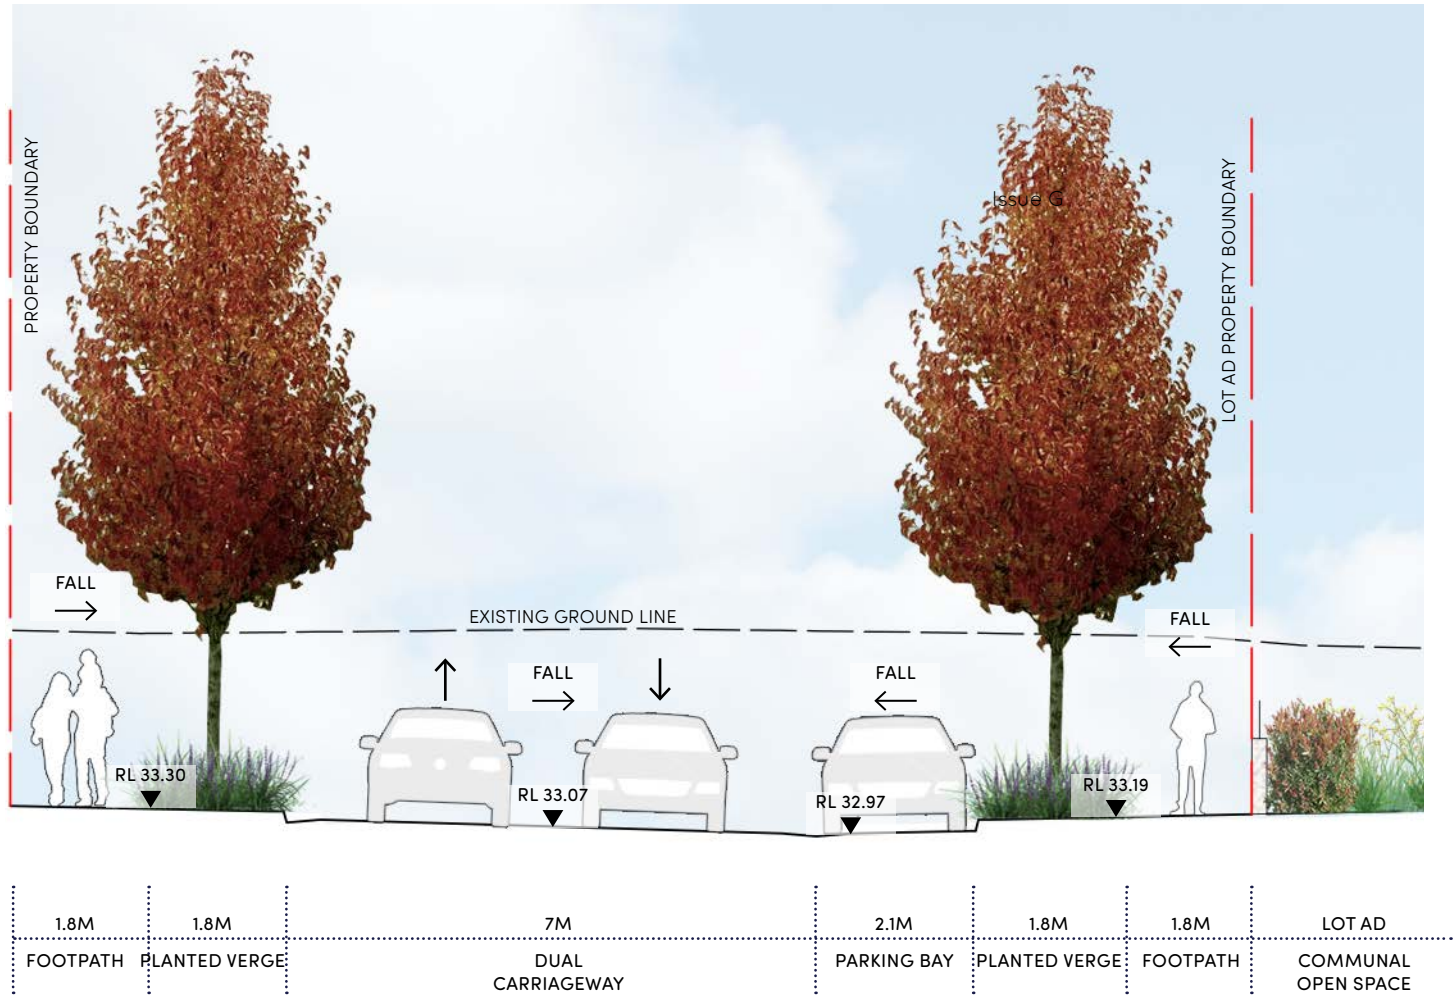 PROPERTY BOUNDARY
Issue G
LOT AD PROPERTY BOUNDARY
FALL
EXISTING GROUND LINE
FALL
FALL
FALL
RL 33.30
RL 33.07
RL 32.97
RL 33.19
1.8M
1.8M
7M
2.1M
1.8M
1.8M
LOT AD
FOOTPATH
PLANTED VERGE
DUAL
CARRIAGEWAY
PARKING BAY
PLANTED VERGE
FOOTPATH
COMMUNAL
OPEN SPACE